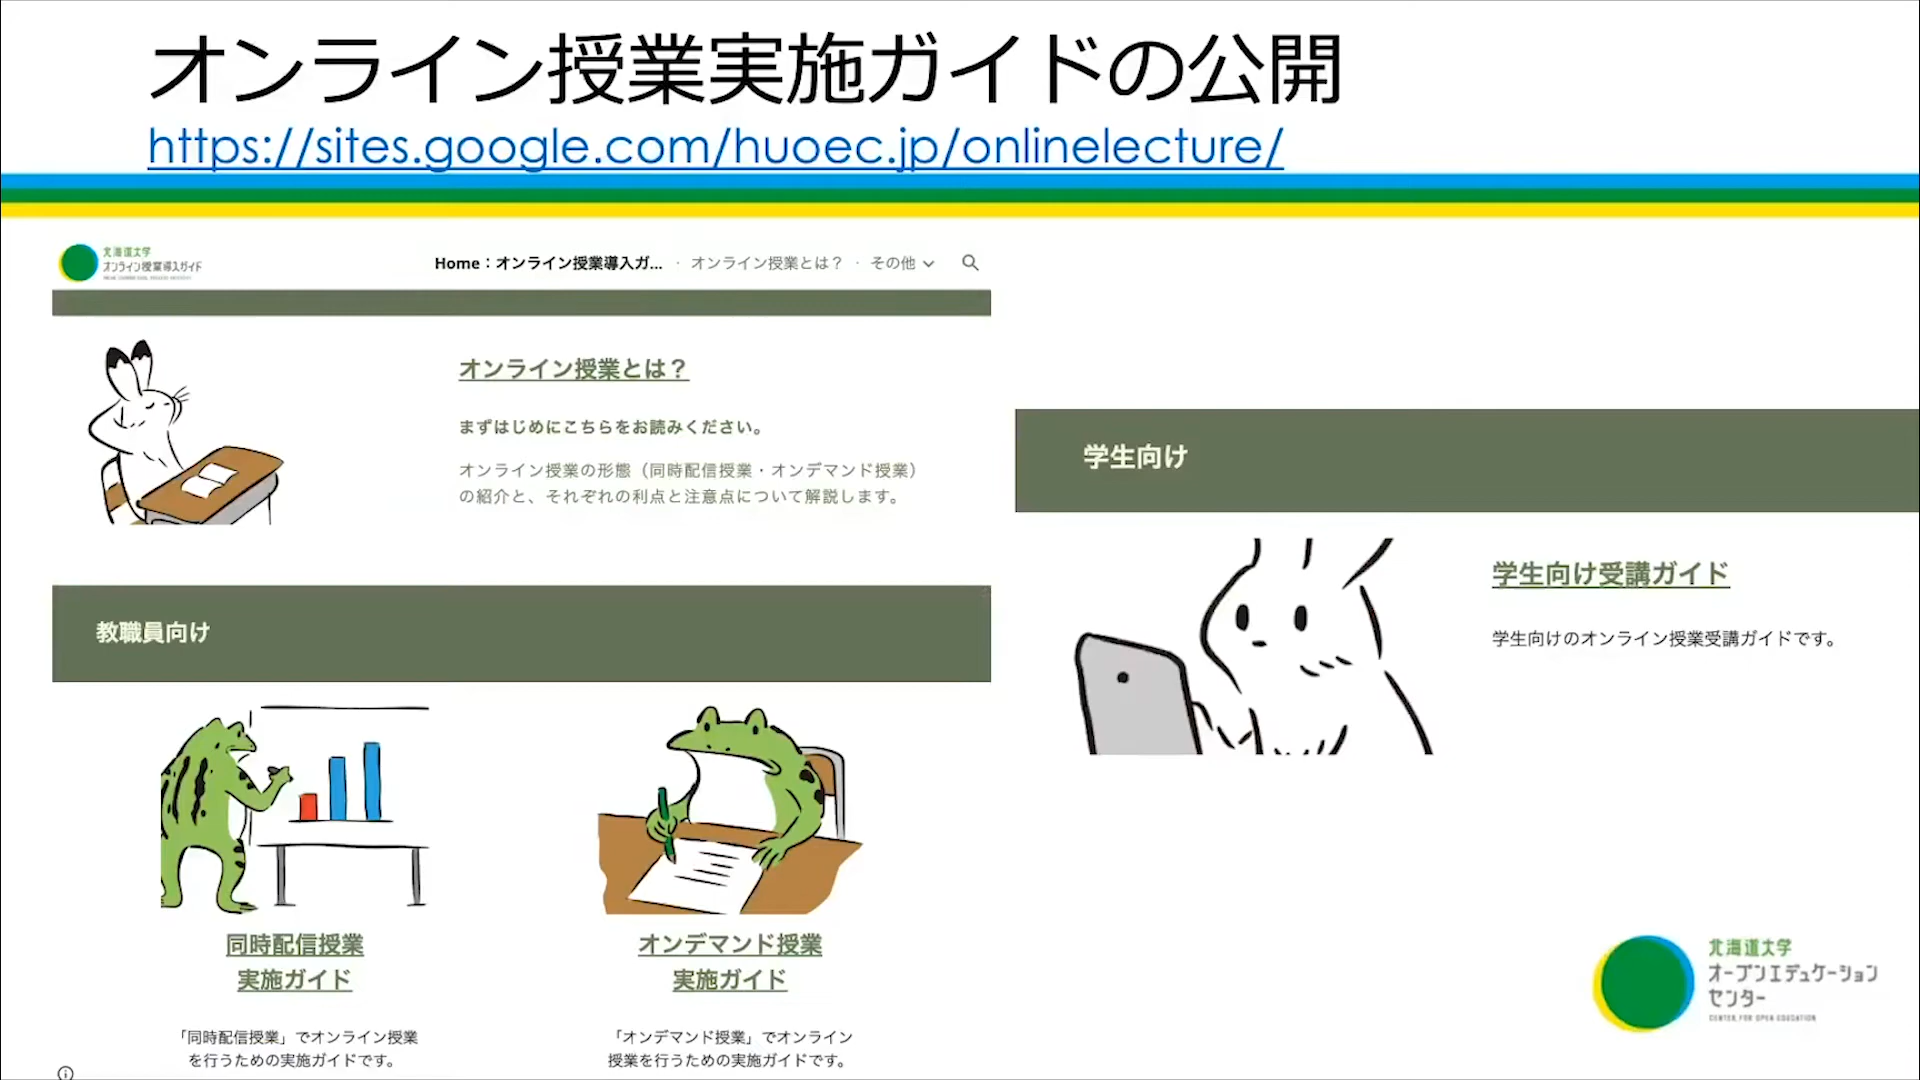 オンライン授業実施ガイドの公開
https://sites.google.com/huoec.jp/onlinelecture/
北海道大学
オンライン授業導入ガイド
Home：オンライン授業導入ガ...
オンライン授業とは？
その他
オンライン授業とは？
まずはじめにこちらをお読みください。
オンライン授業の形態（同時配信授業・オンデマンド授業）
の紹介と、それぞれの利点と注意点について解説します。
教職員向け
同時配信授業
実施ガイド
「同時配信授業」でオンライン授業
を行うための実施ガイドです。
オンデマンド授業
実施ガイド
「オンデマンド授業」でオンライン
授業を行うための実施ガイドです。
学生向け
学生向け受講ガイド
学生向けのオンライン授業受講ガイドです。
北海道大学
オープンエデュケーション
センター
CENTER FOR OPEN EDUCATION